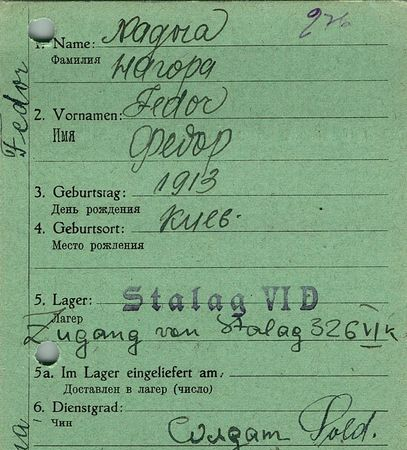 1. Name: Nagora
Фамилия Нагора
2. Vornamen: Fedor
Имя Федор
3. Geburtstag: 1913
День рождения
4. Geburtsort: Киев.
Место рождения
5. Lager: Stalag VI D
Лагер
Zugang von Stalag 326 VI K
5a. Im Lager eingeliefert am:
Доставлен в лагер (число)
6. Dienstgrad:
Чин Солдат Sold.
Fedor